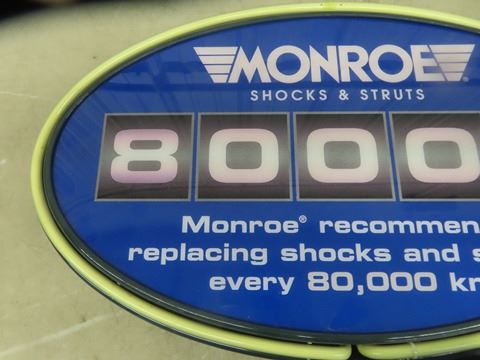 MONROE
SHOCKS & STRUTS
8000
Monroe® recommen
replacing shocks and s
every 80,000 k